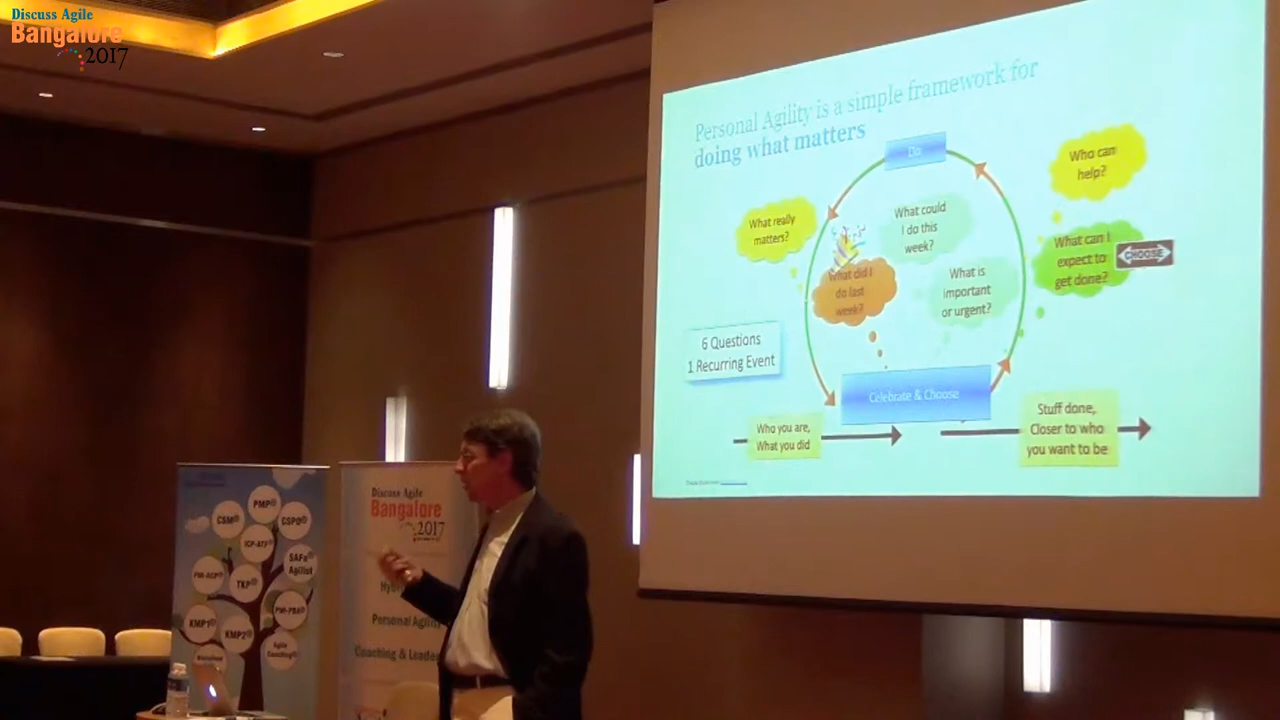 Discuss Agile
Bangalore
2017
Personal Agility is a simple framework for
doing what matters
Do
Who can
help?
What really
matters?
What could
I do this
week?
What can I
expect to
get done?
CHOOSE
What did I
do last
week?
What is
important
or urgent?
6 Questions
1 Recurring Event
Celebrate & Choose
Who you are,
What you did
Stuff done,
Closer to who
you want to be
PMP®
CSM®
CSPO®
ICP-ATF®
SAFe®
Agilist
PMI-ACP®
TKP®
PMI-PBA®
KMP1®
KMP2®
Agile
Coaching®
Discuss Agile
Bangalore
2017
Personal Agility
Coaching & Leade